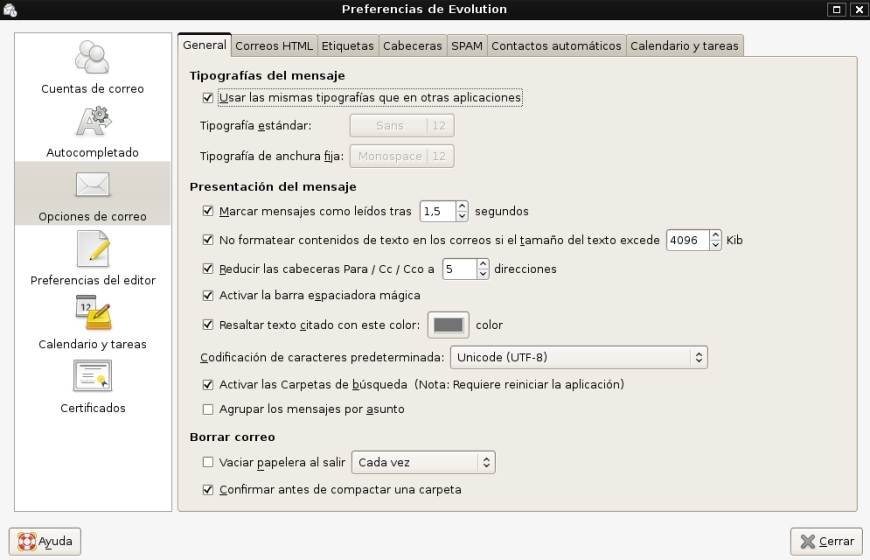 Preferencias de Evolution
Cuentas de correo
Autocompletado
Opciones de correo
Preferencias del editor
12
Calendario y tareas
Certificados
General Correos HTML Etiquetas Cabeceras SPAM Contactos automáticos Calendario y tareas
Tipografías del mensaje
Usar las mismas tipografías que en otras aplicaciones
Tipografía estándar: Sans 12
Tipografía de anchura fija: Monospace 12
Presentación del mensaje
Marcar mensajes como leídos tras 1,5 segundos
No formatear contenidos de texto en los correos si el tamaño del texto excede 4096 Kib
Reducir las cabeceras Para / Cc / Cco a 5 direcciones
Activar la barra espaciadora mágica
Resaltar texto citado con este color: color
Codificación de caracteres predeterminada: Unicode (UTF-8)
Activar las Carpetas de búsqueda (Nota: Requiere reiniciar la aplicación)
Agrupar los mensajes por asunto
Borrar correo
Vaciar papelera al salir Cada vez
Confirmar antes de compactar una carpeta
Ayuda Cerrar